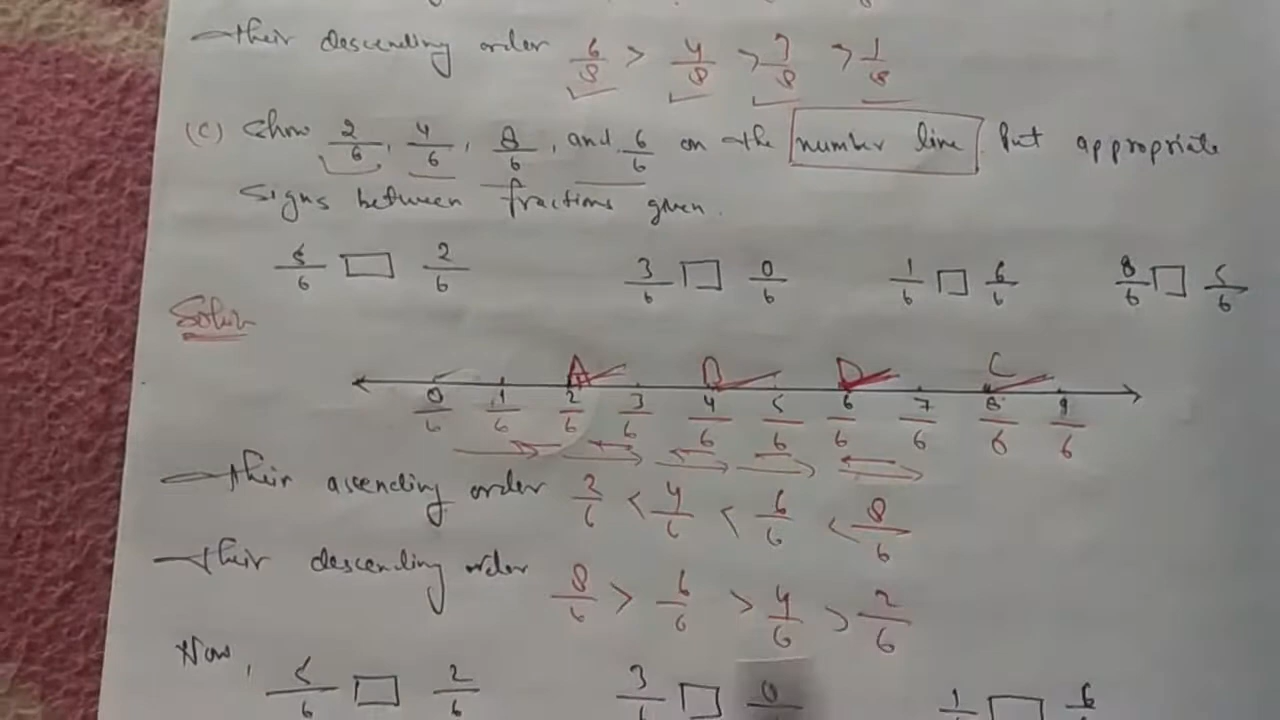 Their descending order 6/8 > 4/8 > 3/8 > 1/8
(C) Show 2/6, 4/6, 8/6, and 6/6 on the number line Put appropriate
signs between fractions given.
5/6 □ 2/6 3/6 □ 0/6 1/6 □ 6/6 8/6 □ 5/6
Solun
A B D C
0/6 1/6 2/6 3/6 4/6 5/6 6/6 7/6 8/6 9/6
Their ascending order 2/6 < 4/6 < 6/6 < 8/6
Their descending order 8/6 > 6/6 > 4/6 > 2/6
Now, 5/6 □ 2/6 3/6 □ 0/6 1/6 □ 6/6